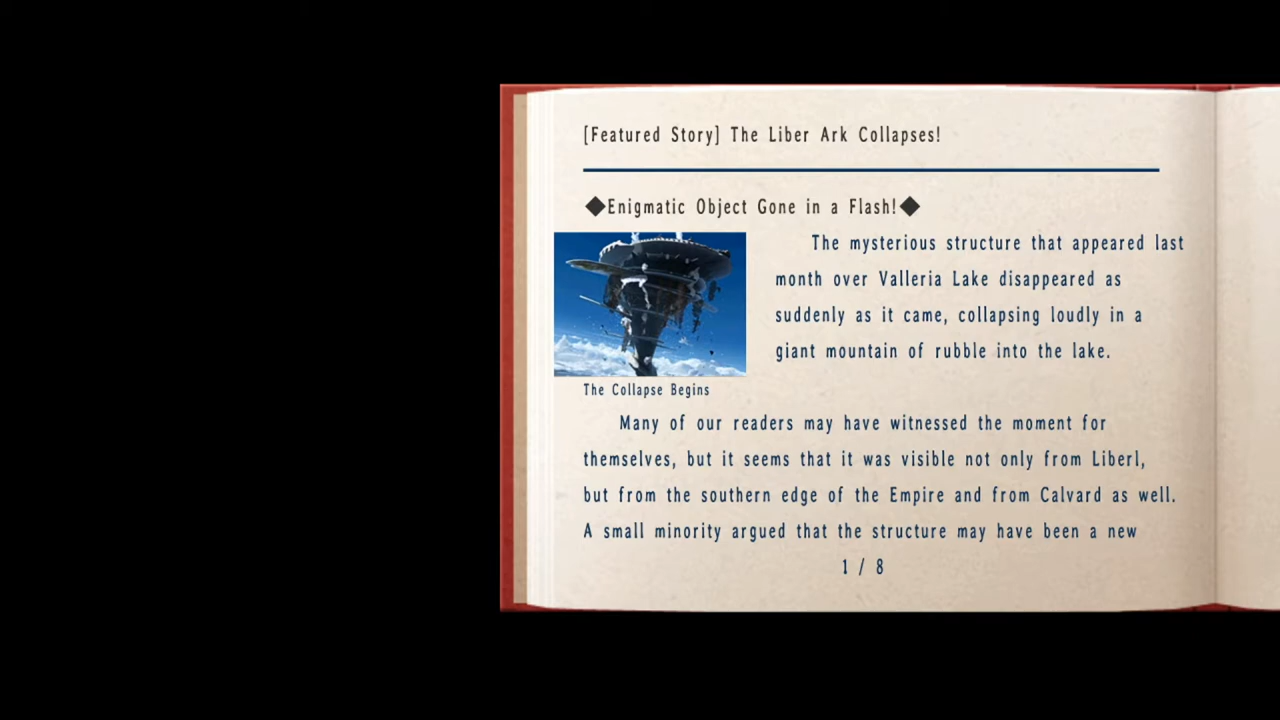 [Featured Story] The Liber Ark Collapses!
◆Enigmatic Object Gone in a Flash!◆
The mysterious structure that appeared last
month over Valleria Lake disappeared as
suddenly as it came, collapsing loudly in a
giant mountain of rubble into the lake.
The Collapse Begins
Many of our readers may have witnessed the moment for
themselves, but it seems that it was visible not only from Liberl,
but from the southern edge of the Empire and from Calvard as well.
A small minority argued that the structure may have been a new
1 / 8